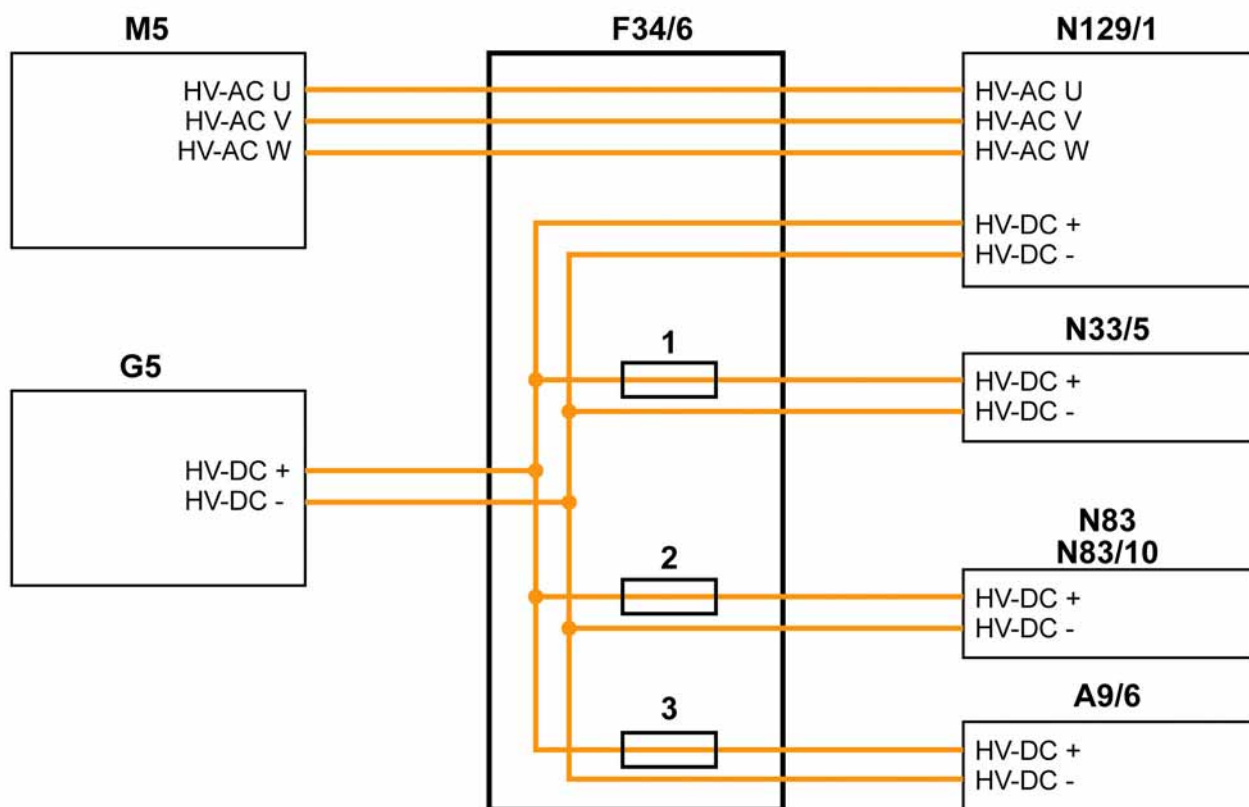 M5
F34/6
N129/1
HV-AC U
HV-AC V
HV-AC W
HV-AC U
HV-AC V
HV-AC W
HV-DC +
HV-DC -
1
N33/5
HV-DC +
HV-DC -
G5
HV-DC +
HV-DC -
2
N83
N83/10
HV-DC +
HV-DC -
3
A9/6
HV-DC +
HV-DC -